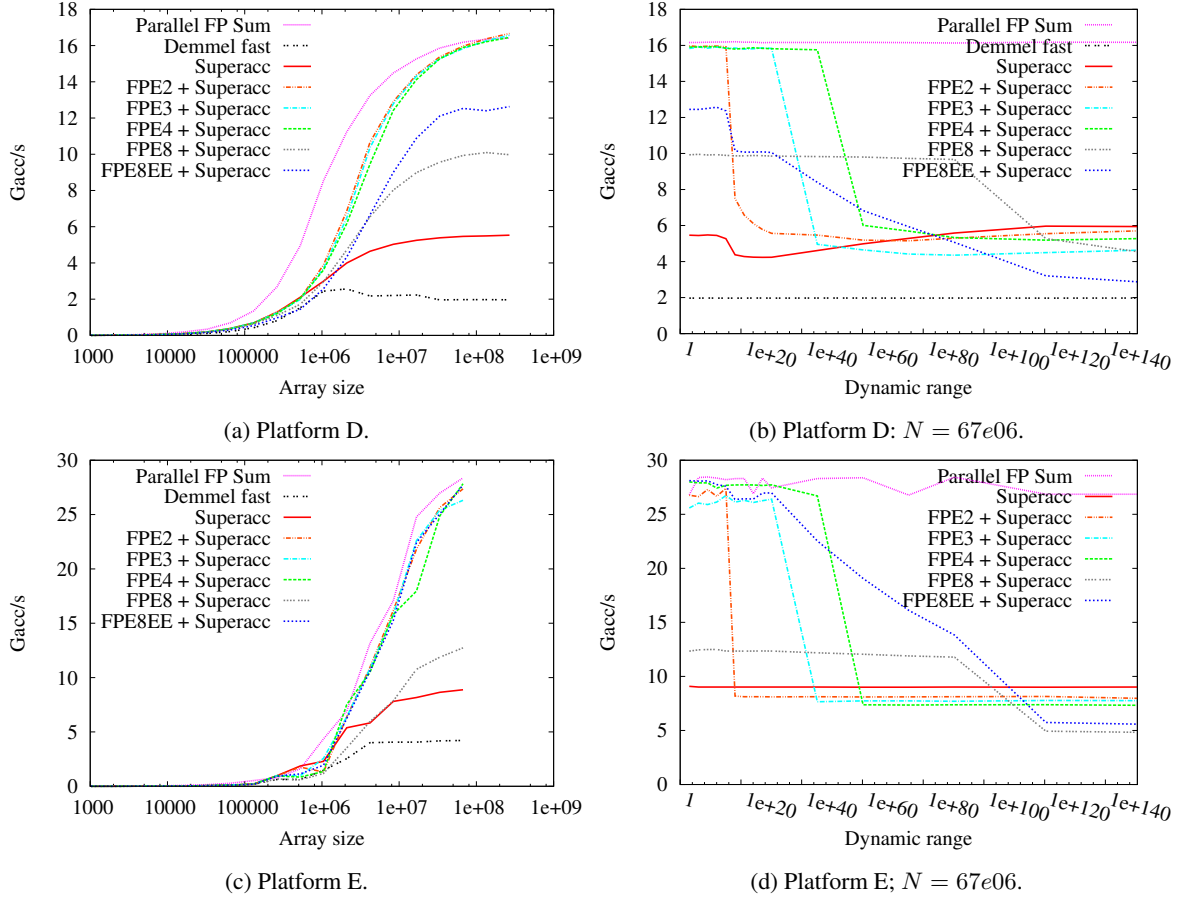 18
16
14
12
10
8
6
4
2
0
Gacc/s
Parallel FP Sum
Demmel fast
Superacc
FPE2 + Superacc
FPE3 + Superacc
FPE4 + Superacc
FPE8 + Superacc
FPE8EE + Superacc
1000 10000 100000 1e+06 1e+07 1e+08 1e+09
Array size
(a) Platform D.
18
16
14
12
10
8
6
4
2
0
Gacc/s
Parallel FP Sum
Demmel fast
Superacc
FPE2 + Superacc
FPE3 + Superacc
FPE4 + Superacc
FPE8 + Superacc
FPE8EE + Superacc
1 1e+20 1e+40 1e+60 1e+80 1e+100 1e+120 1e+140
Dynamic range
(b) Platform D: N = 67e06.
30
25
20
15
10
5
0
Gacc/s
Parallel FP Sum
Demmel fast
Superacc
FPE2 + Superacc
FPE3 + Superacc
FPE4 + Superacc
FPE8 + Superacc
FPE8EE + Superacc
1000 10000 100000 1e+06 1e+07 1e+08 1e+09
Array size
(c) Platform E.
30
25
20
15
10
5
0
Gacc/s
Parallel FP Sum
Superacc
FPE2 + Superacc
FPE3 + Superacc
FPE4 + Superacc
FPE8 + Superacc
FPE8EE + Superacc
1 1e+20 1e+40 1e+60 1e+80 1e+100 1e+120 1e+140
Dynamic range
(d) Platform E; N = 67e06.